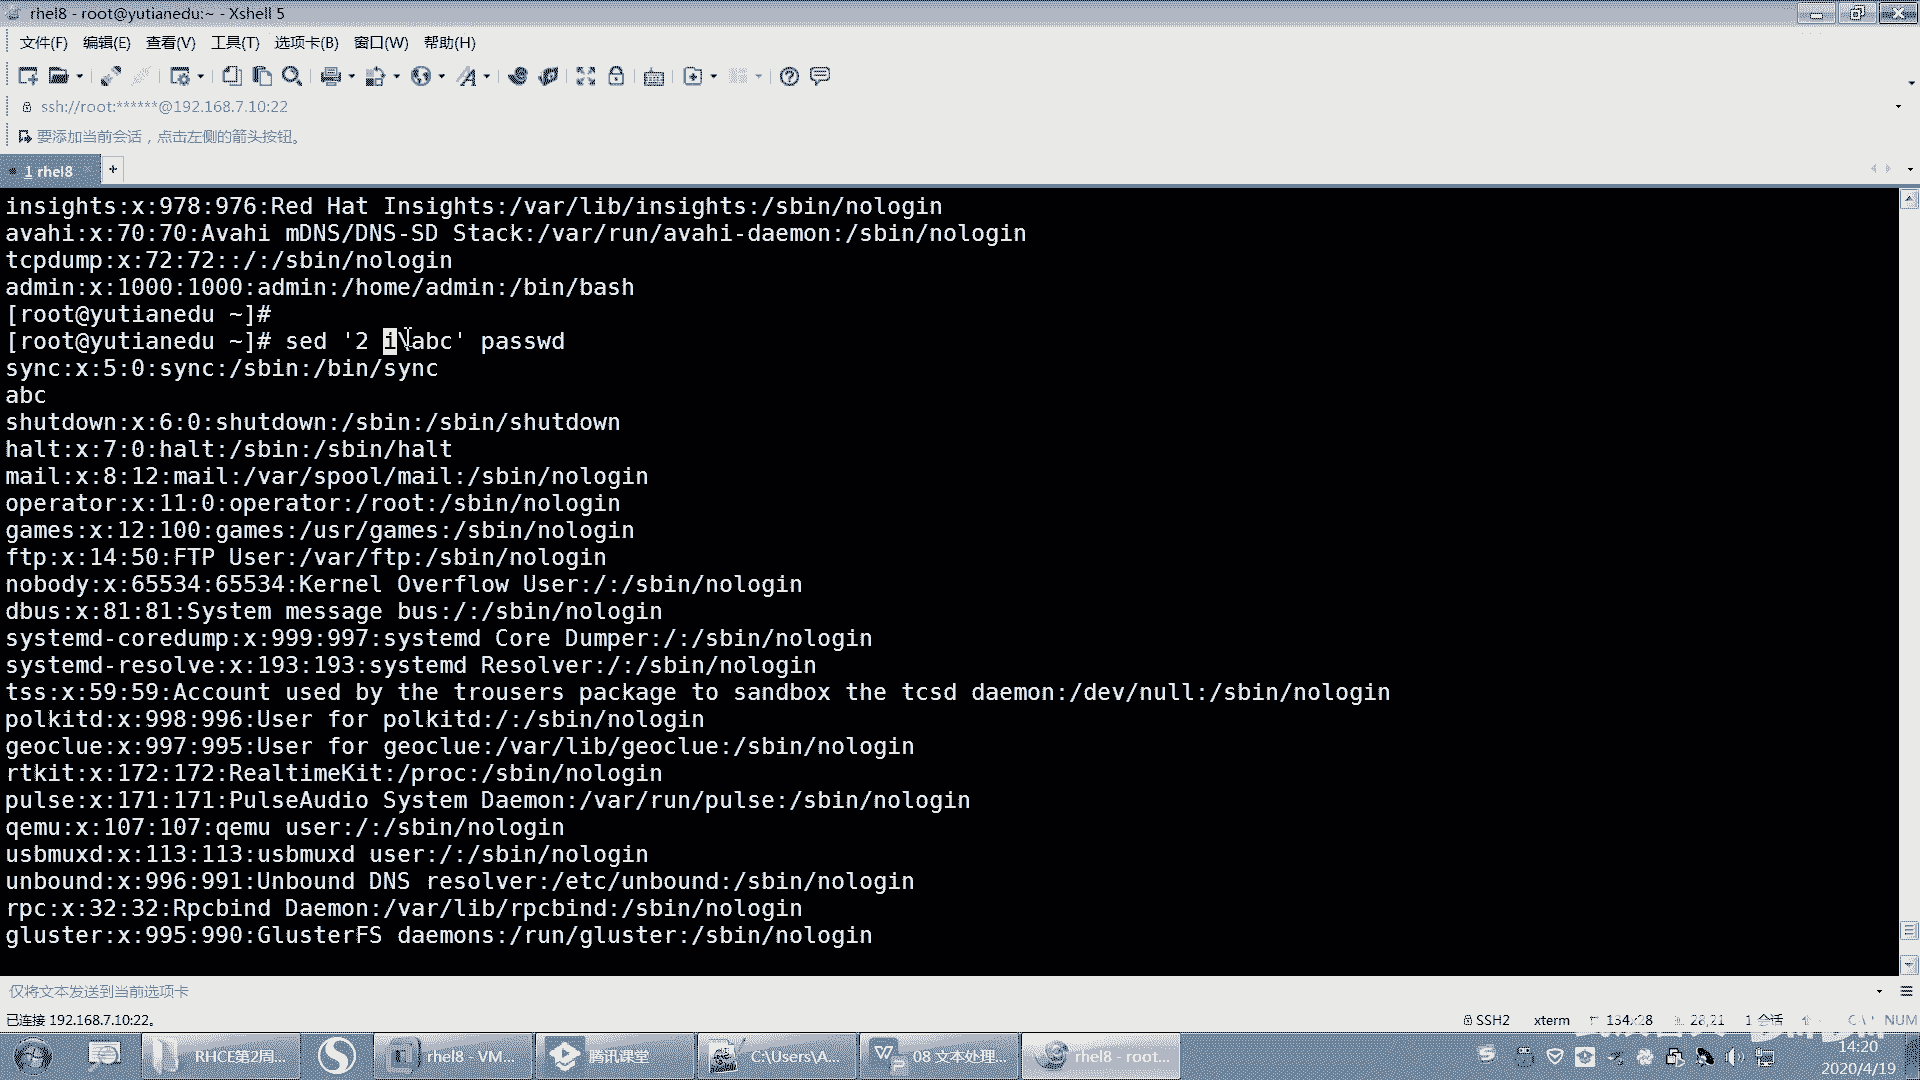 rhel8 - root@yutianedu:~ - Xshell 5
文件(F) 编辑(E) 查看(V) 工具(T) 选项卡(B) 窗口(W) 帮助(H)
ssh://root:******@192.168.7.10:22
要添加当前会话，点击左侧的箭头按钮。
1 rhel8 +
insights:x:978:976:Red Hat Insights:/var/lib/insights:/sbin/nologin
avahi:x:70:70:Avahi mDNS/DNS-SD Stack:/var/run/avahi-daemon:/sbin/nologin
tcpdump:x:72:72::/:/sbin/nologin
admin:x:1000:1000:admin:/home/admin:/bin/bash
[root@yutianedu ~]#
[root@yutianedu ~]# sed '2 i\abc' passwd
sync:x:5:0:sync:/sbin:/bin/sync
abc
shutdown:x:6:0:shutdown:/sbin:/sbin/shutdown
halt:x:7:0:halt:/sbin:/sbin/halt
mail:x:8:12:mail:/var/spool/mail:/sbin/nologin
operator:x:11:0:operator:/root:/sbin/nologin
games:x:12:100:games:/usr/games:/sbin/nologin
ftp:x:14:50:FTP User:/var/ftp:/sbin/nologin
nobody:x:65534:65534:Kernel Overflow User:/:/sbin/nologin
dbus:x:81:81:System message bus:/:/sbin/nologin
systemd-coredump:x:999:997:systemd Core Dumper:/:/sbin/nologin
systemd-resolve:x:193:193:systemd Resolver:/:/sbin/nologin
tss:x:59:59:Account used by the trousers package to sandbox the tcsd daemon:/dev/null:/sbin/nologin
polkitd:x:998:996:User for polkitd:/:/sbin/nologin
geoclue:x:997:995:User for geoclue:/var/lib/geoclue:/sbin/nologin
rtkit:x:172:172:RealtimeKit:/proc:/sbin/nologin
pulse:x:171:171:PulseAudio System Daemon:/var/run/pulse:/sbin/nologin
qemu:x:107:107:qemu user:/:/sbin/nologin
usbmuxd:x:113:113:usbmuxd user:/:/sbin/nologin
unbound:x:996:991:Unbound DNS resolver:/etc/unbound:/sbin/nologin
rpc:x:32:32:Rpcbind Daemon:/var/lib/rpcbind:/sbin/nologin
gluster:x:995:990:GlusterFS daemons:/run/gluster:/sbin/nologin
仅将文本发送到当前选项卡
已连接 192.168.7.10:22。 SSH2 xterm 134x28 28,21 1 会话 NUM
RHCE第2周... rhel8 - VM... 腾讯课堂 C:\Users\A... 08 文本处理... rhel8 - root... 14:20
2020/4/19